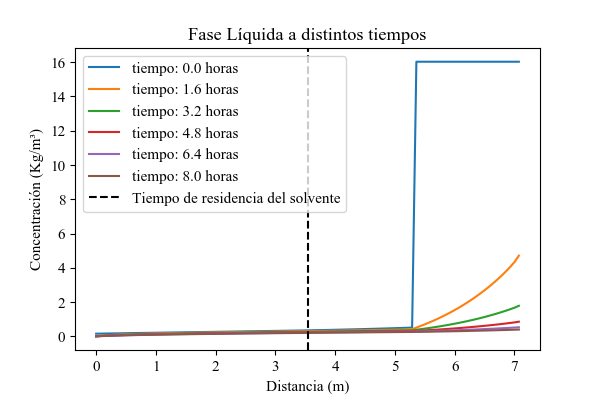 Fase Líquida a distintos tiempos
Concentración (Kg/m³)
16
14
12
10
8
6
4
2
0
tiempo: 0.0 horas
tiempo: 1.6 horas
tiempo: 3.2 horas
tiempo: 4.8 horas
tiempo: 6.4 horas
tiempo: 8.0 horas
Tiempo de residencia del solvente
0 1 2 3 4 5 6 7
Distancia (m)